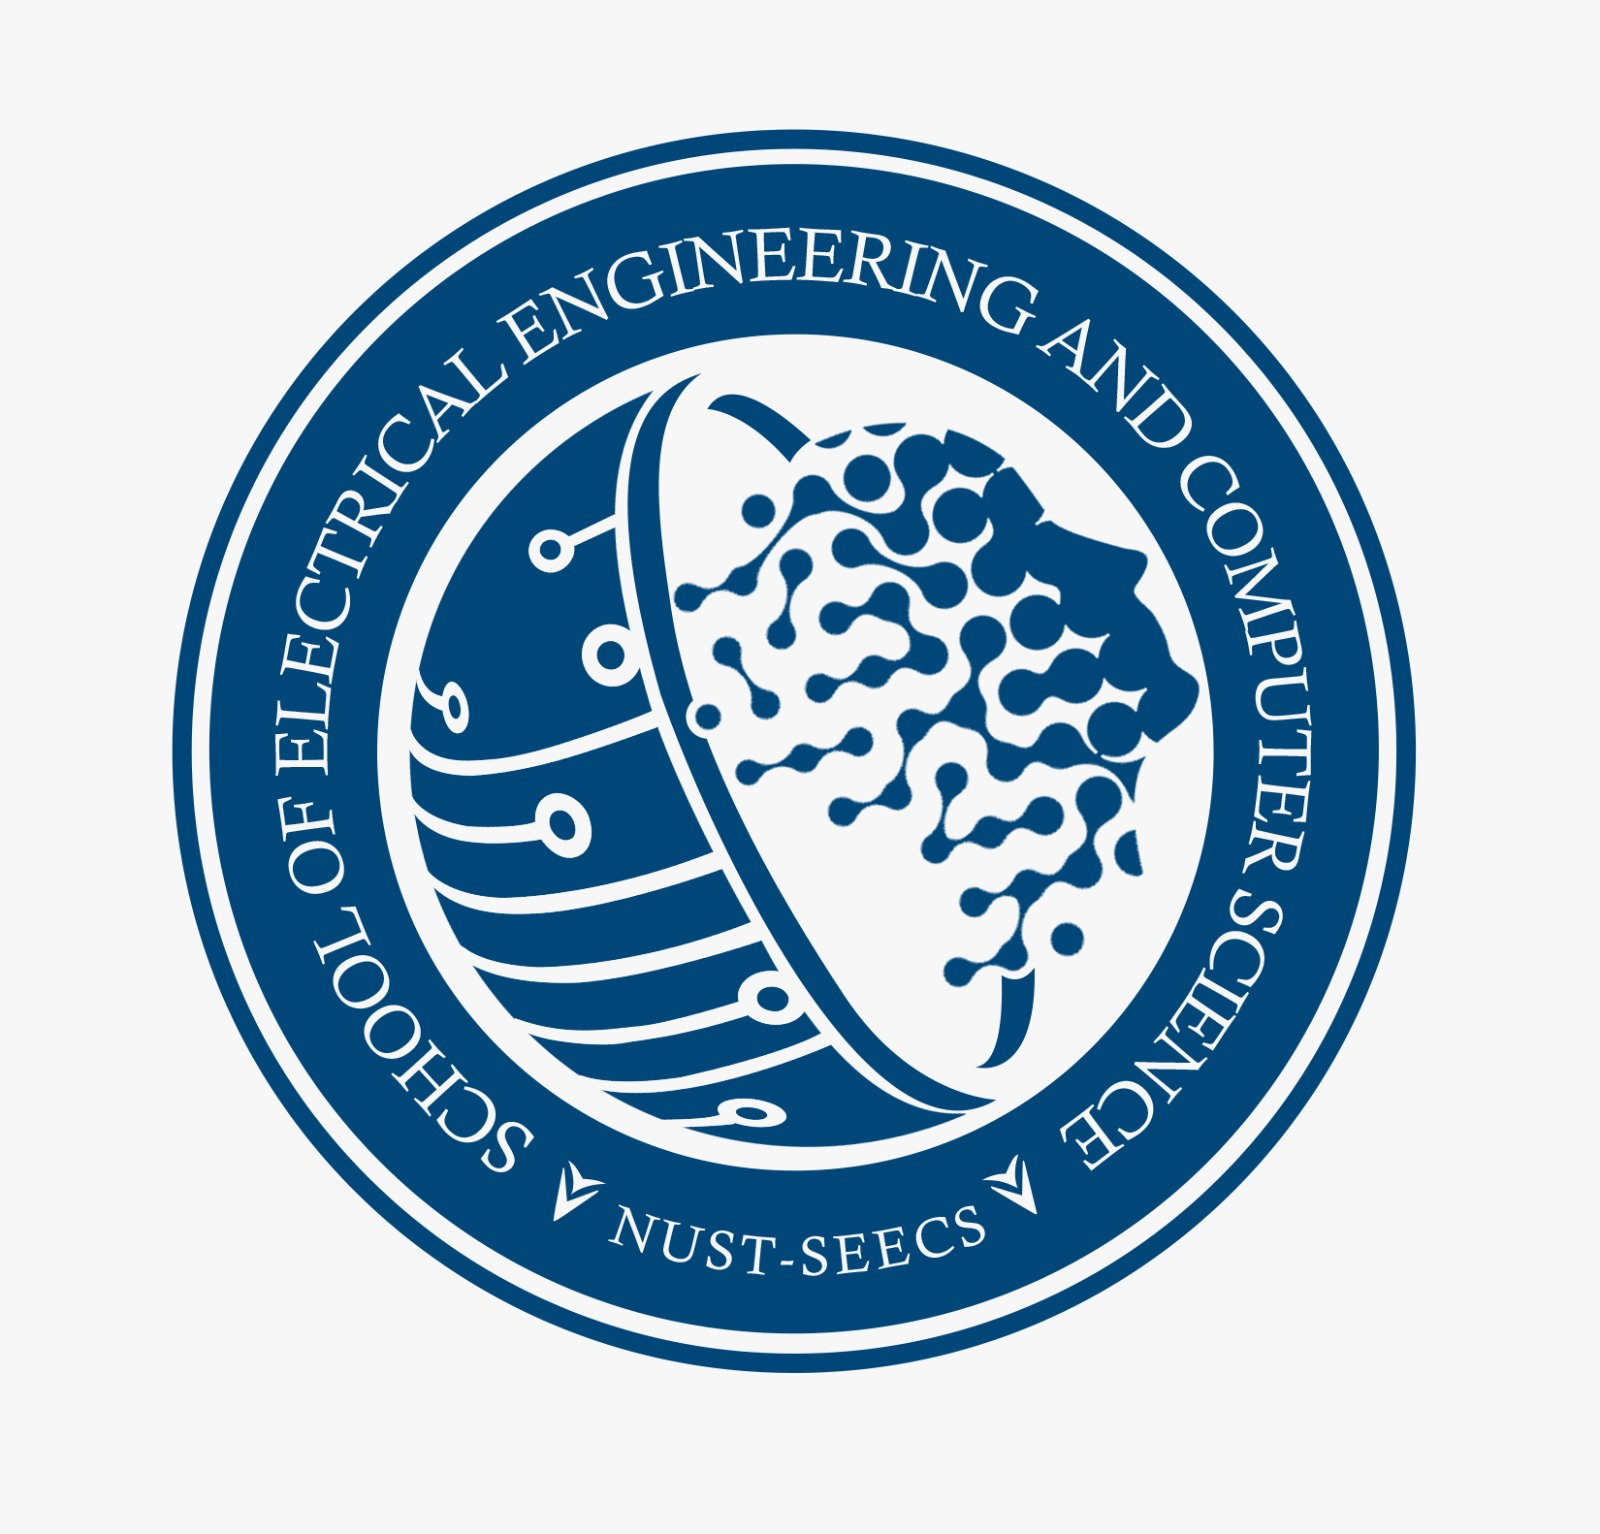 SCHOOL OF ELECTRICAL ENGINEERING AND COMPUTER SCIENCE
NUST-SEECS